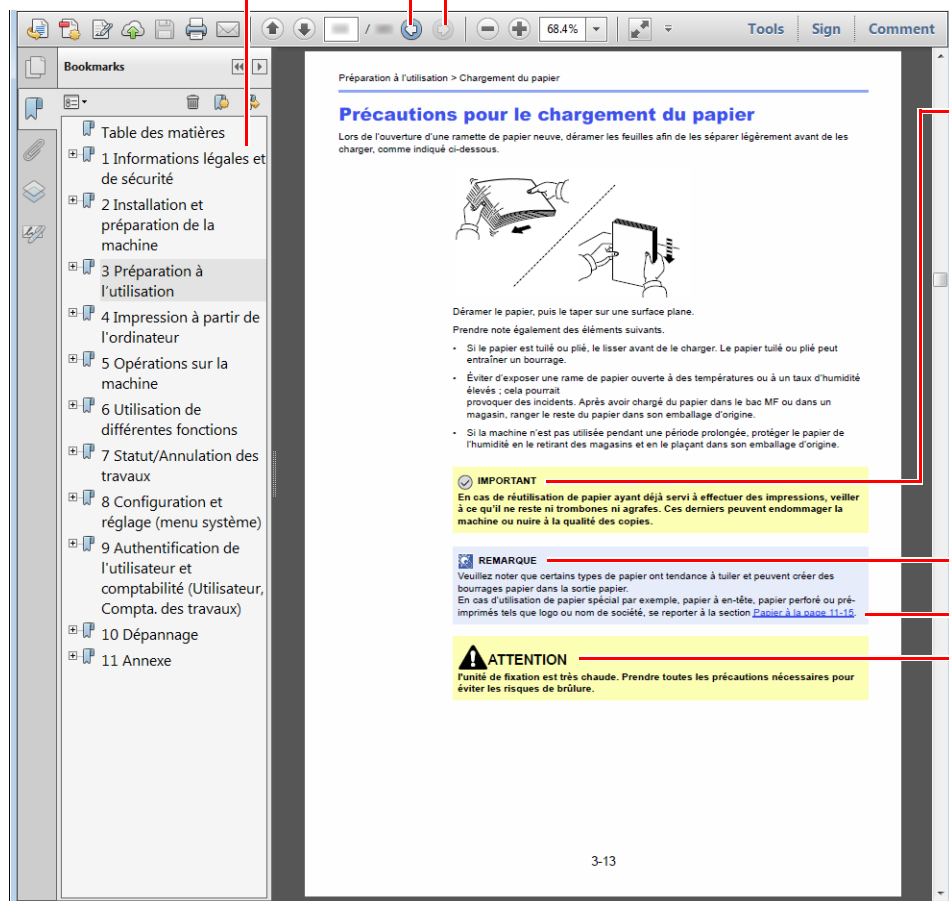 /
68.4%
Tools
Sign
Comment
Bookmarks
Table des matières
1 Informations légales et
de sécurité
2 Installation et
préparation de la
machine
3 Préparation à
l'utilisation
4 Impression à partir de
l'ordinateur
5 Opérations sur la
machine
6 Utilisation de
différentes fonctions
7 Statut/Annulation des
travaux
8 Configuration et
réglage (menu système)
9 Authentification de
l'utilisateur et
comptabilité (Utilisateur,
Compta. des travaux)
10 Dépannage
11 Annexe
Préparation à l'utilisation > Chargement du papier
Précautions pour le chargement du papier
Lors de l'ouverture d'une ramette de papier neuve, déramer les feuilles afin de les séparer légèrement avant de les
charger, comme indiqué ci-dessous.
Déramer le papier, puis le taper sur une surface plane.
Prendre note également des éléments suivants.
• Si le papier est tuilé ou plié, le lisser avant de le charger. Le papier tuilé ou plié peut
entraîner un bourrage.
• Éviter d'exposer une rame de papier ouverte à des températures ou à un taux d'humidité
élevés ; cela pourrait
provoquer des incidents. Après avoir chargé du papier dans le bac MF ou dans un
magasin, ranger le reste du papier dans son emballage d'origine.
• Si la machine n'est pas utilisée pendant une période prolongée, protéger le papier de
l'humidité en le retirant des magasins et en le plaçant dans son emballage d'origine.
IMPORTANT
En cas de réutilisation de papier ayant déjà servi à effectuer des impressions, veiller
à ce qu'il ne reste ni trombones ni agrafes. Ces derniers peuvent endommager la
machine ou nuire à la qualité des copies.
REMARQUE
Veuillez noter que certains types de papier ont tendance à tuiler et peuvent créer des
bourrages papier dans la sortie papier.
En cas d'utilisation de papier spécial par exemple, papier à en-tête, papier perforé ou pré-
imprimés tels que logo ou nom de société, se reporter à la section Papier à la page 11-15.
ATTENTION
l'unité de fixation est très chaude. Prendre toutes les précautions nécessaires pour
éviter les risques de brûlure.
3-13